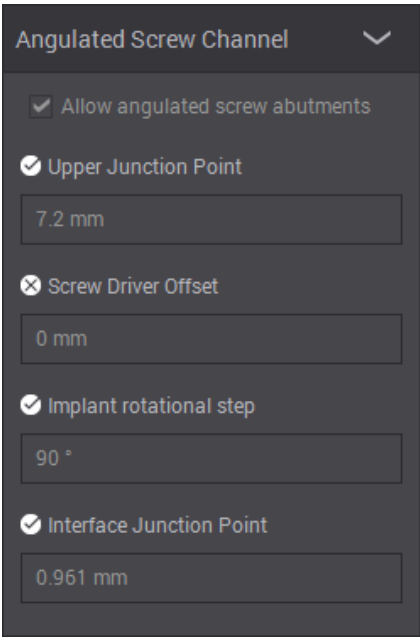 Angulated Screw Channel
Allow angulated screw abutments
Upper Junction Point
7.2 mm
Screw Driver Offset
0 mm
Implant rotational step
90 °
Interface Junction Point
0.961 mm